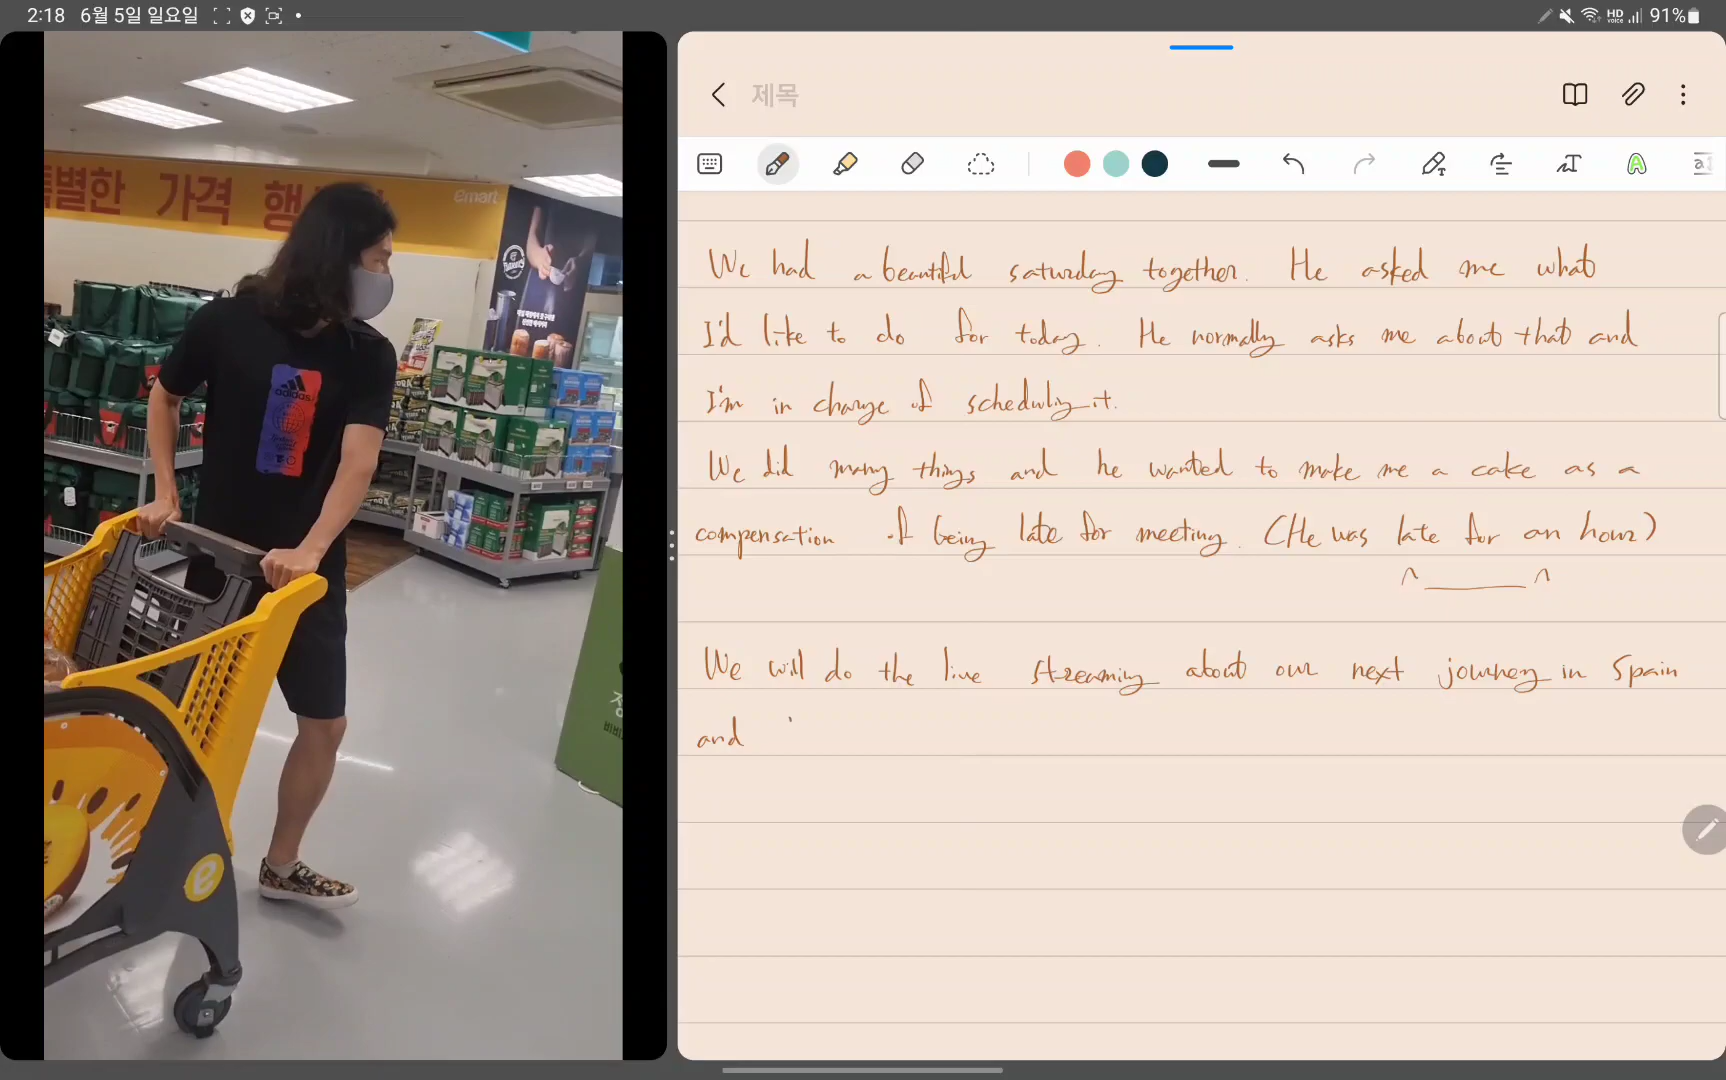 2:18 6월 5일 일요일
HD voice 91%
제목
특별한 가격 행
emart
adidas
e
We had a beautiful saturday together. He asked me what
I'd like to do for today. He normally asks me about that and
I'm in charge of scheduling it.
We did many things and he wanted to make me a cake as a
compensation of being late for meeting. (He was late for an hour)
^____^
We will do the live streaming about our next journey in Spain
and